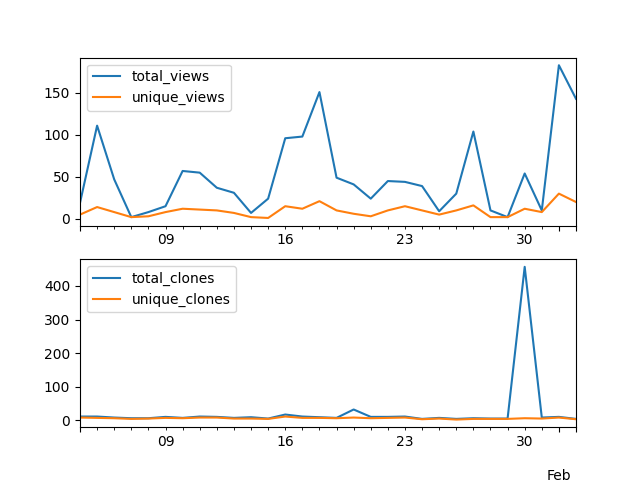 total_views
unique_views
150
100
50
0
09 16 23 30
total_clones
unique_clones
400
300
200
100
0
09 16 23 30
Feb